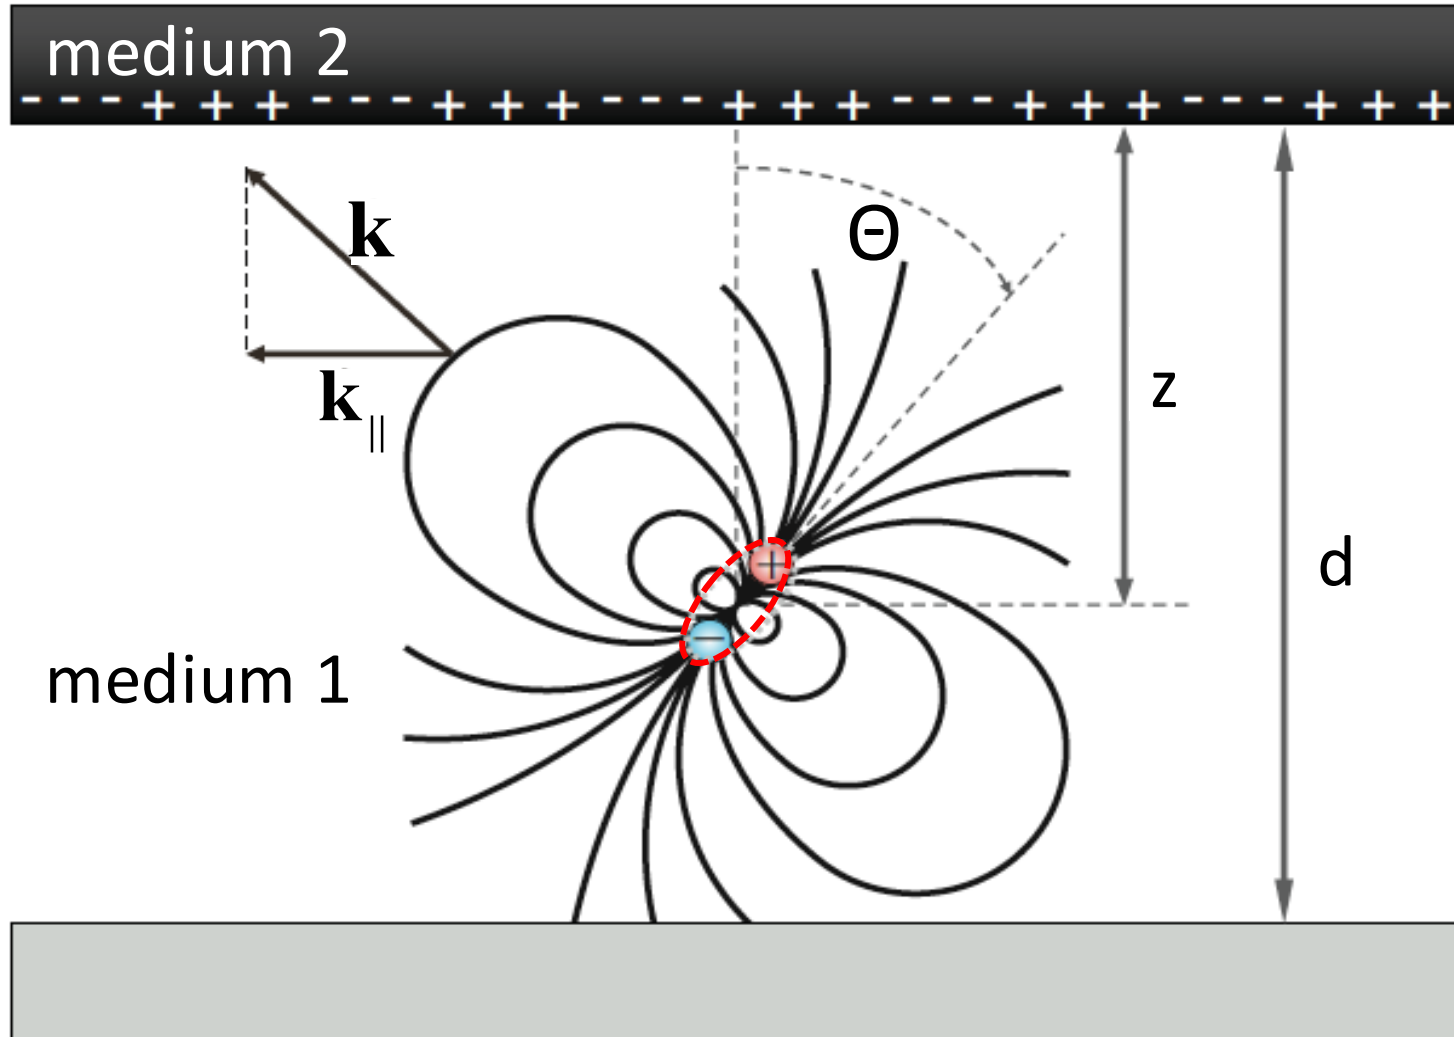 medium 2
- - - + + + - - - + + + - - - + + + - - - + + + - - - + + +
k
Θ
k∥
z
d
+
−
medium 1